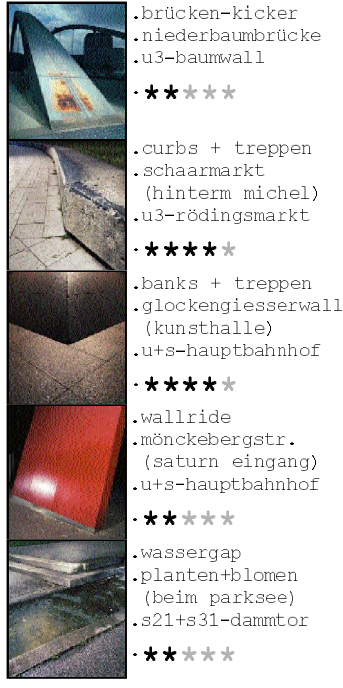 .brücken-kicker
.niederbaumbrücke
.u3-baumwall
.★★★★★
.curbs + treppen
.schaarmarkt
(hinterm michel)
.u3-rödingsmarkt
.★★★★★
.banks + treppen
.glockengiesserwall
(kunsthalle)
.u+s-hauptbahnhof
.★★★★★
.wallride
.mönckebergstr.
(saturn eingang)
.u+s-hauptbahnhof
.★★★★★
.wassergap
.planten+blomen
(beim parksee)
.s21+s31-dammtor
.★★★★★